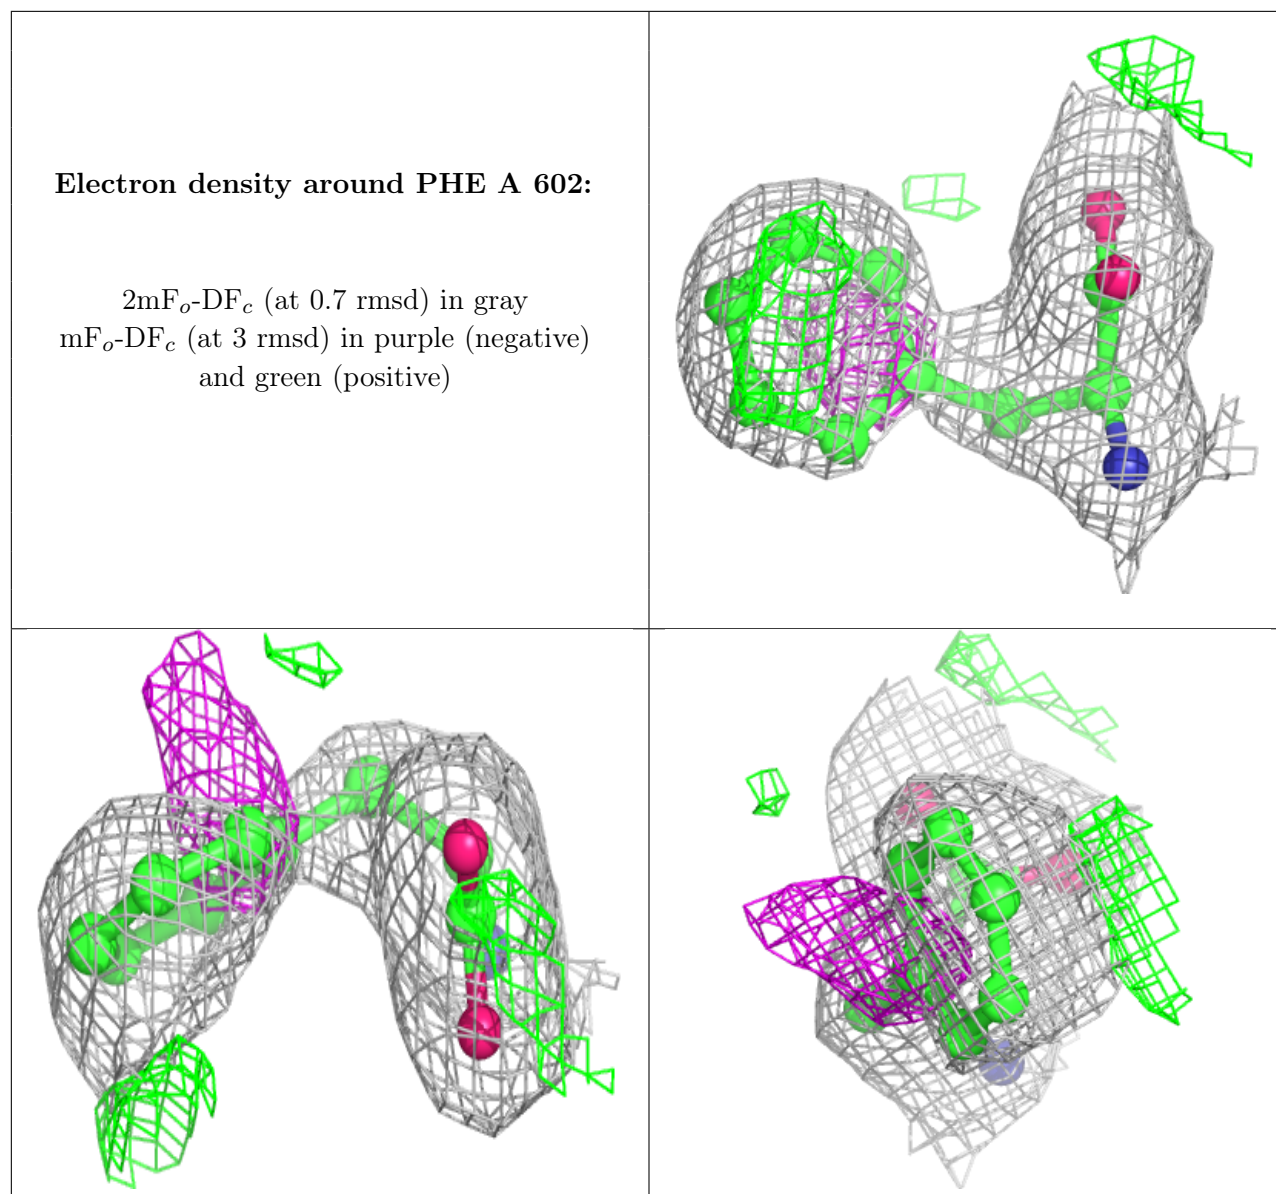 Electron density around PHE A 602:
2mFo-DFc (at 0.7 rmsd) in gray
mFo-DFc (at 3 rmsd) in purple (negative)
and green (positive)